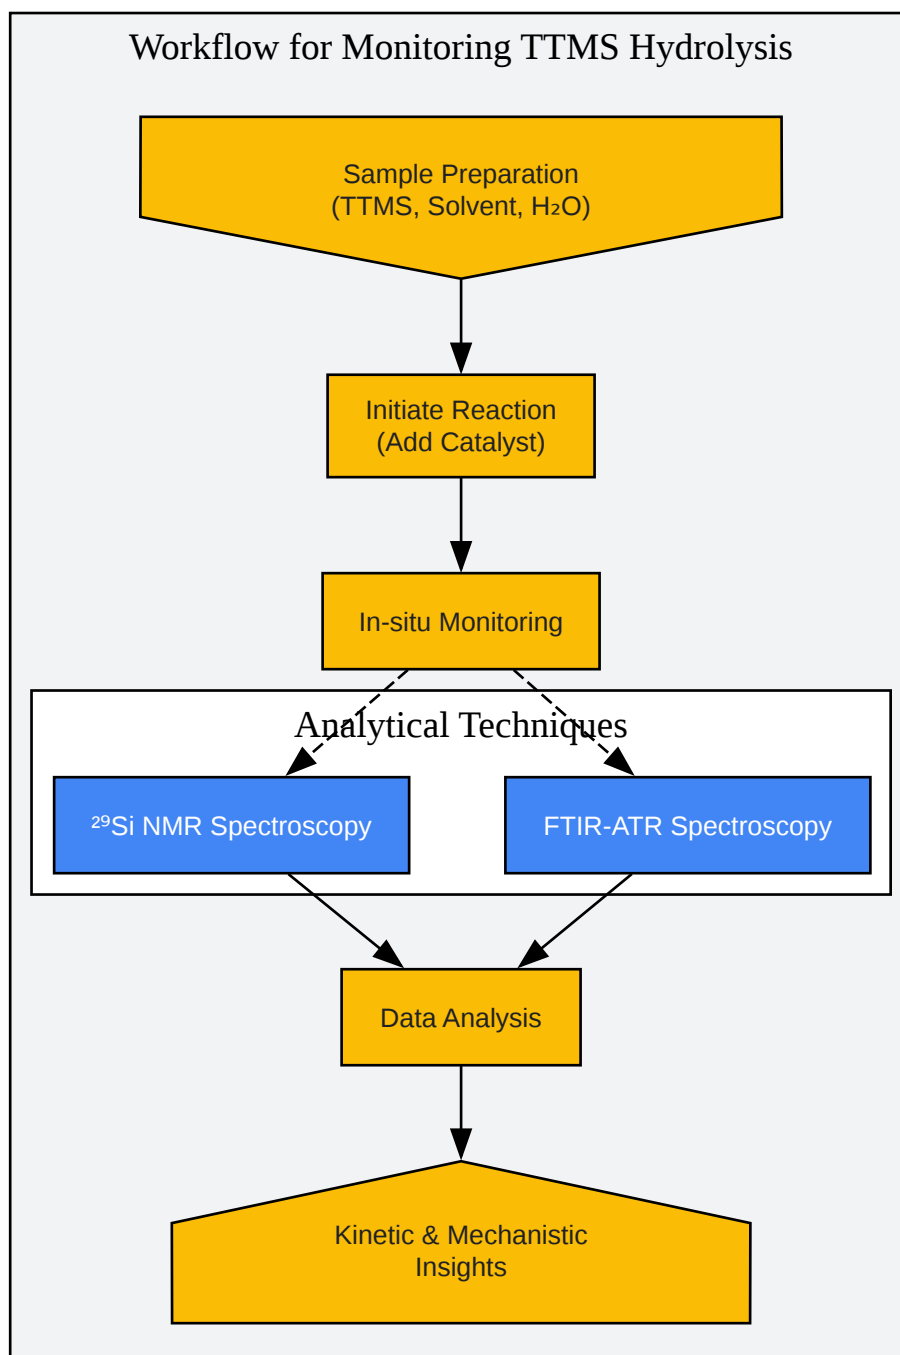 Workflow for Monitoring TTMS Hydrolysis
Sample Preparation
(TTMS, Solvent, H₂O)
Initiate Reaction
(Add Catalyst)
In-situ Monitoring
Analytical Techniques
²⁹Si NMR Spectroscopy
FTIR-ATR Spectroscopy
Data Analysis
Kinetic & Mechanistic
Insights